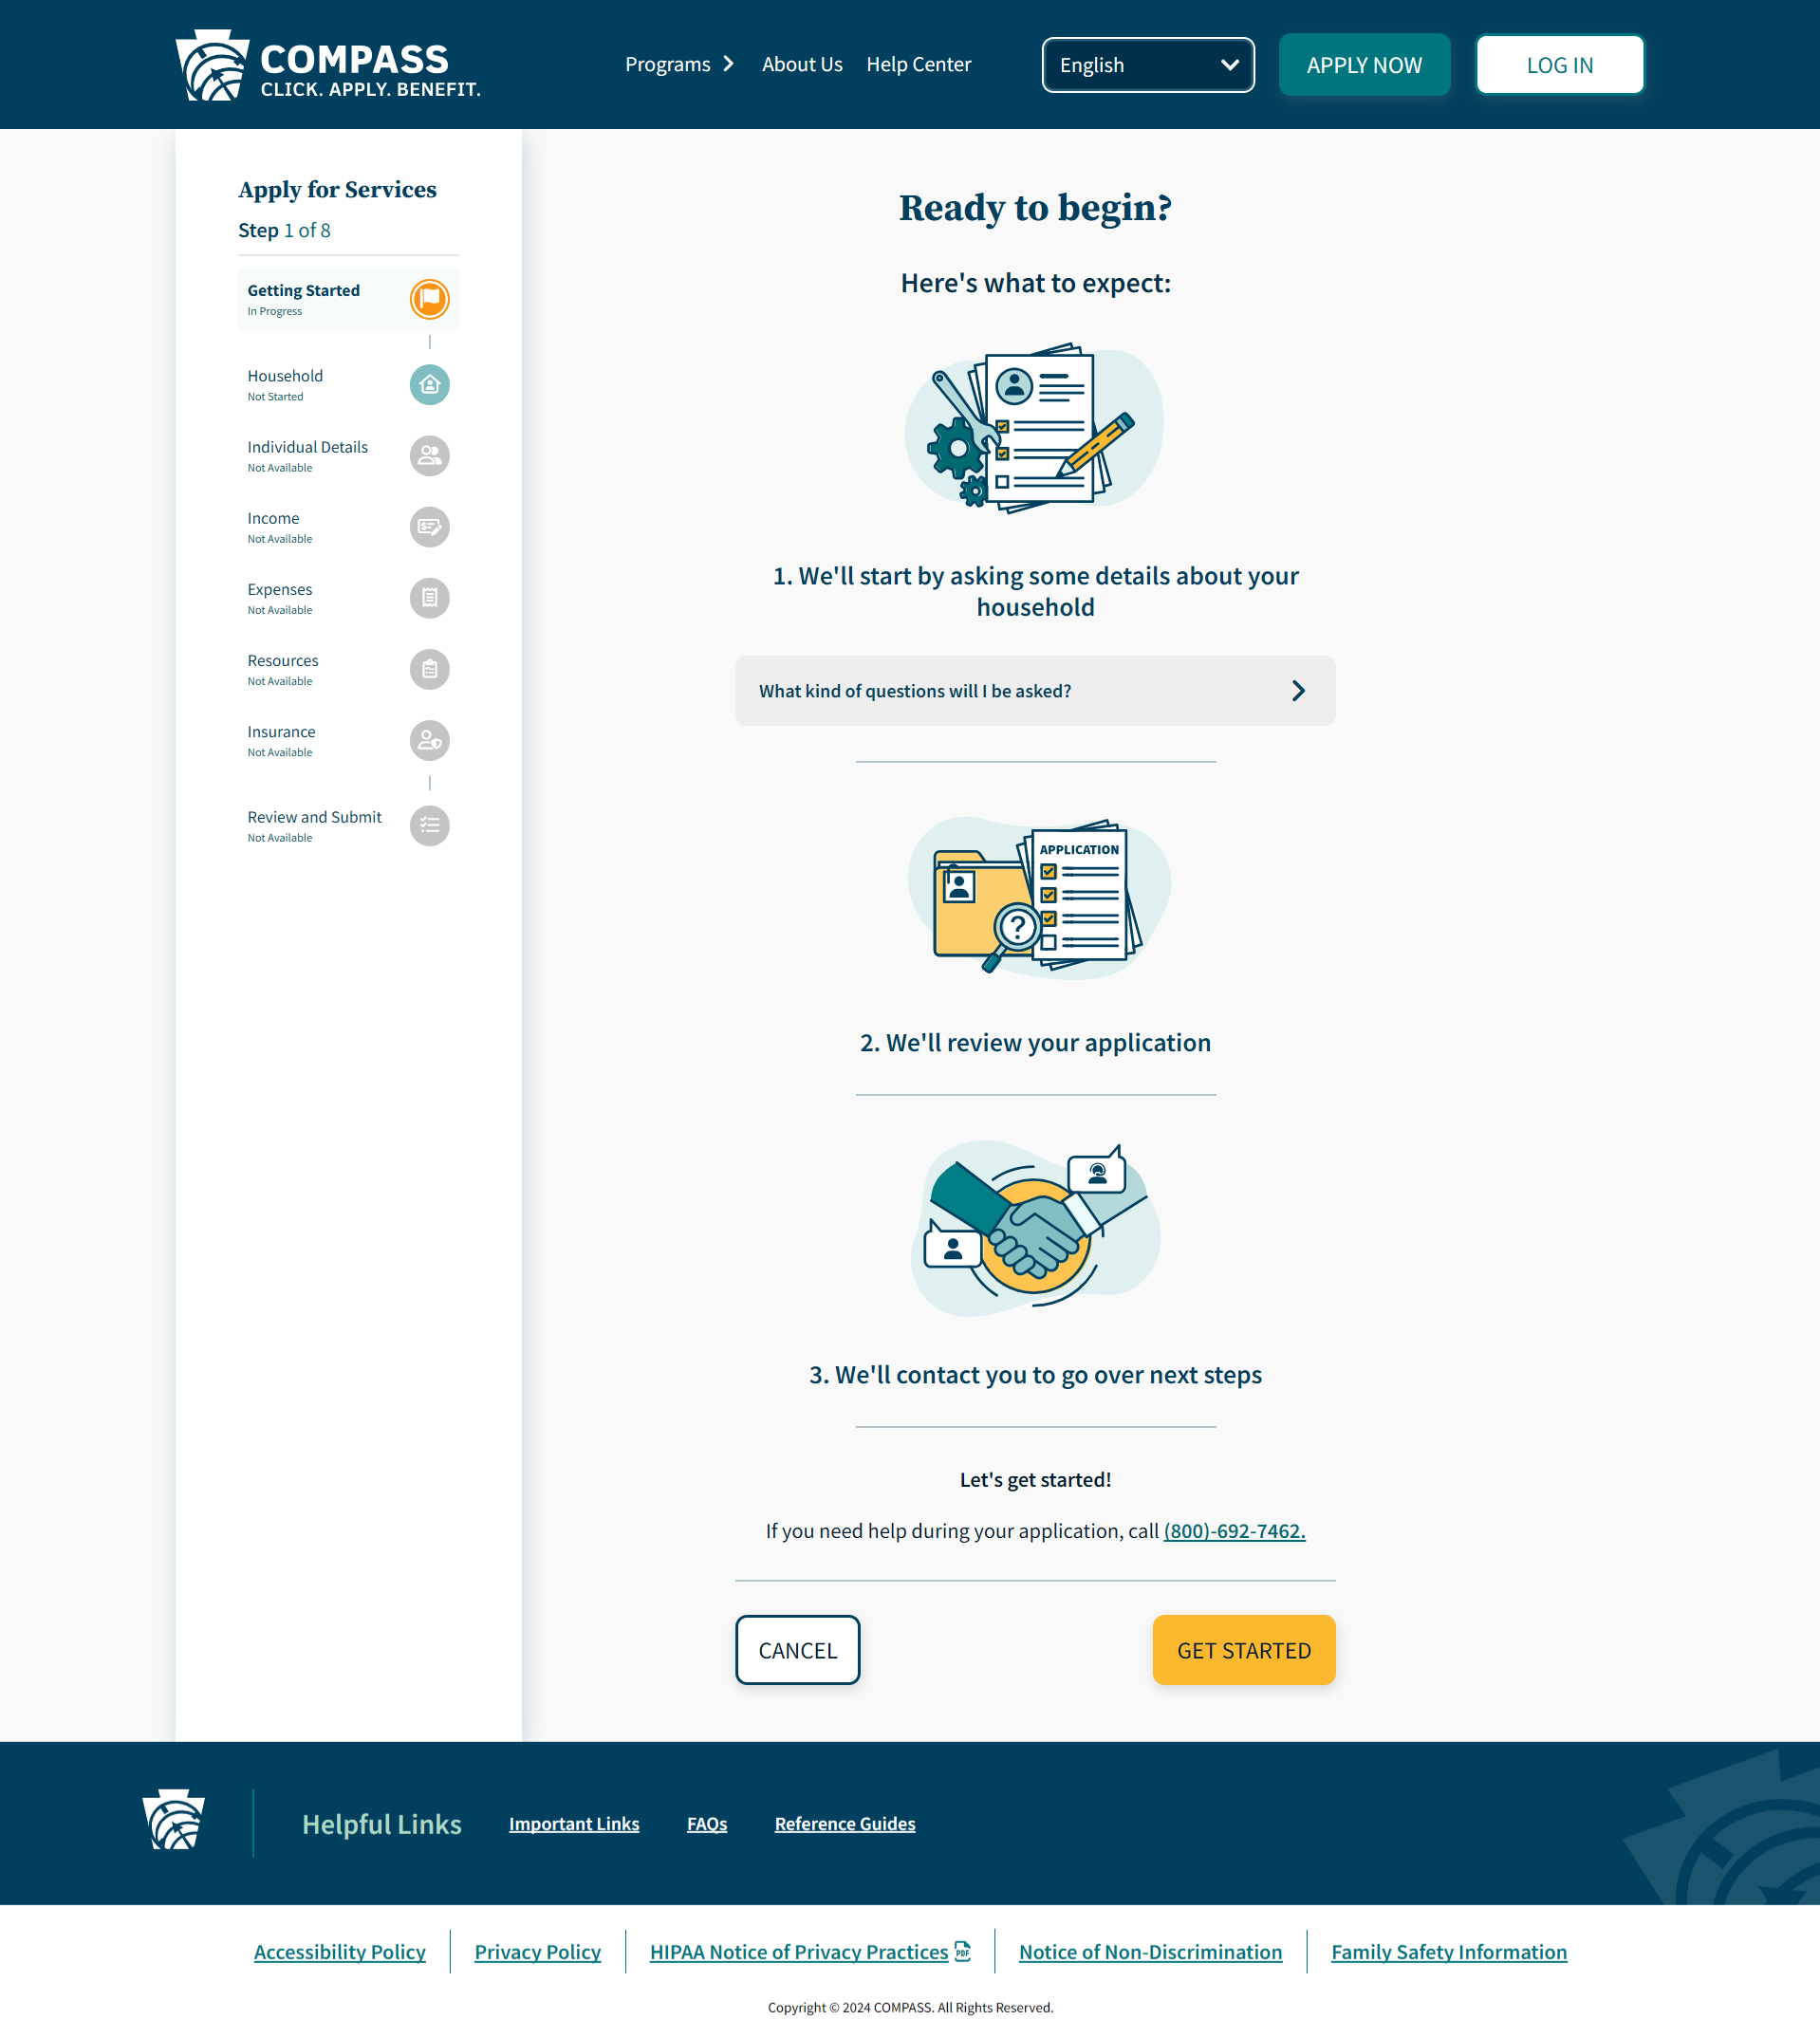 COMPASS
CLICK. APPLY. BENEFIT.
Programs
About Us
Help Center
English
APPLY NOW
LOG IN
Apply for Services
Step 1 of 8
Getting Started
In Progress
Household
Not Started
Individual Details
Not Available
Income
Not Available
Expenses
Not Available
Resources
Not Available
Insurance
Not Available
Review and Submit
Not Available
Ready to begin?
Here's what to expect:
1. We'll start by asking some details about your
household
What kind of questions will I be asked?
APPLICATION
?
2. We'll review your application
3. We'll contact you to go over next steps
Let's get started!
If you need help during your application, call (800)-692-7462.
CANCEL
GET STARTED
Helpful Links
Important Links
FAQs
Reference Guides
Accessibility Policy
Privacy Policy
HIPAA Notice of Privacy Practices PDF
Notice of Non-Discrimination
Family Safety Information
Copyright © 2024 COMPASS. All Rights Reserved.